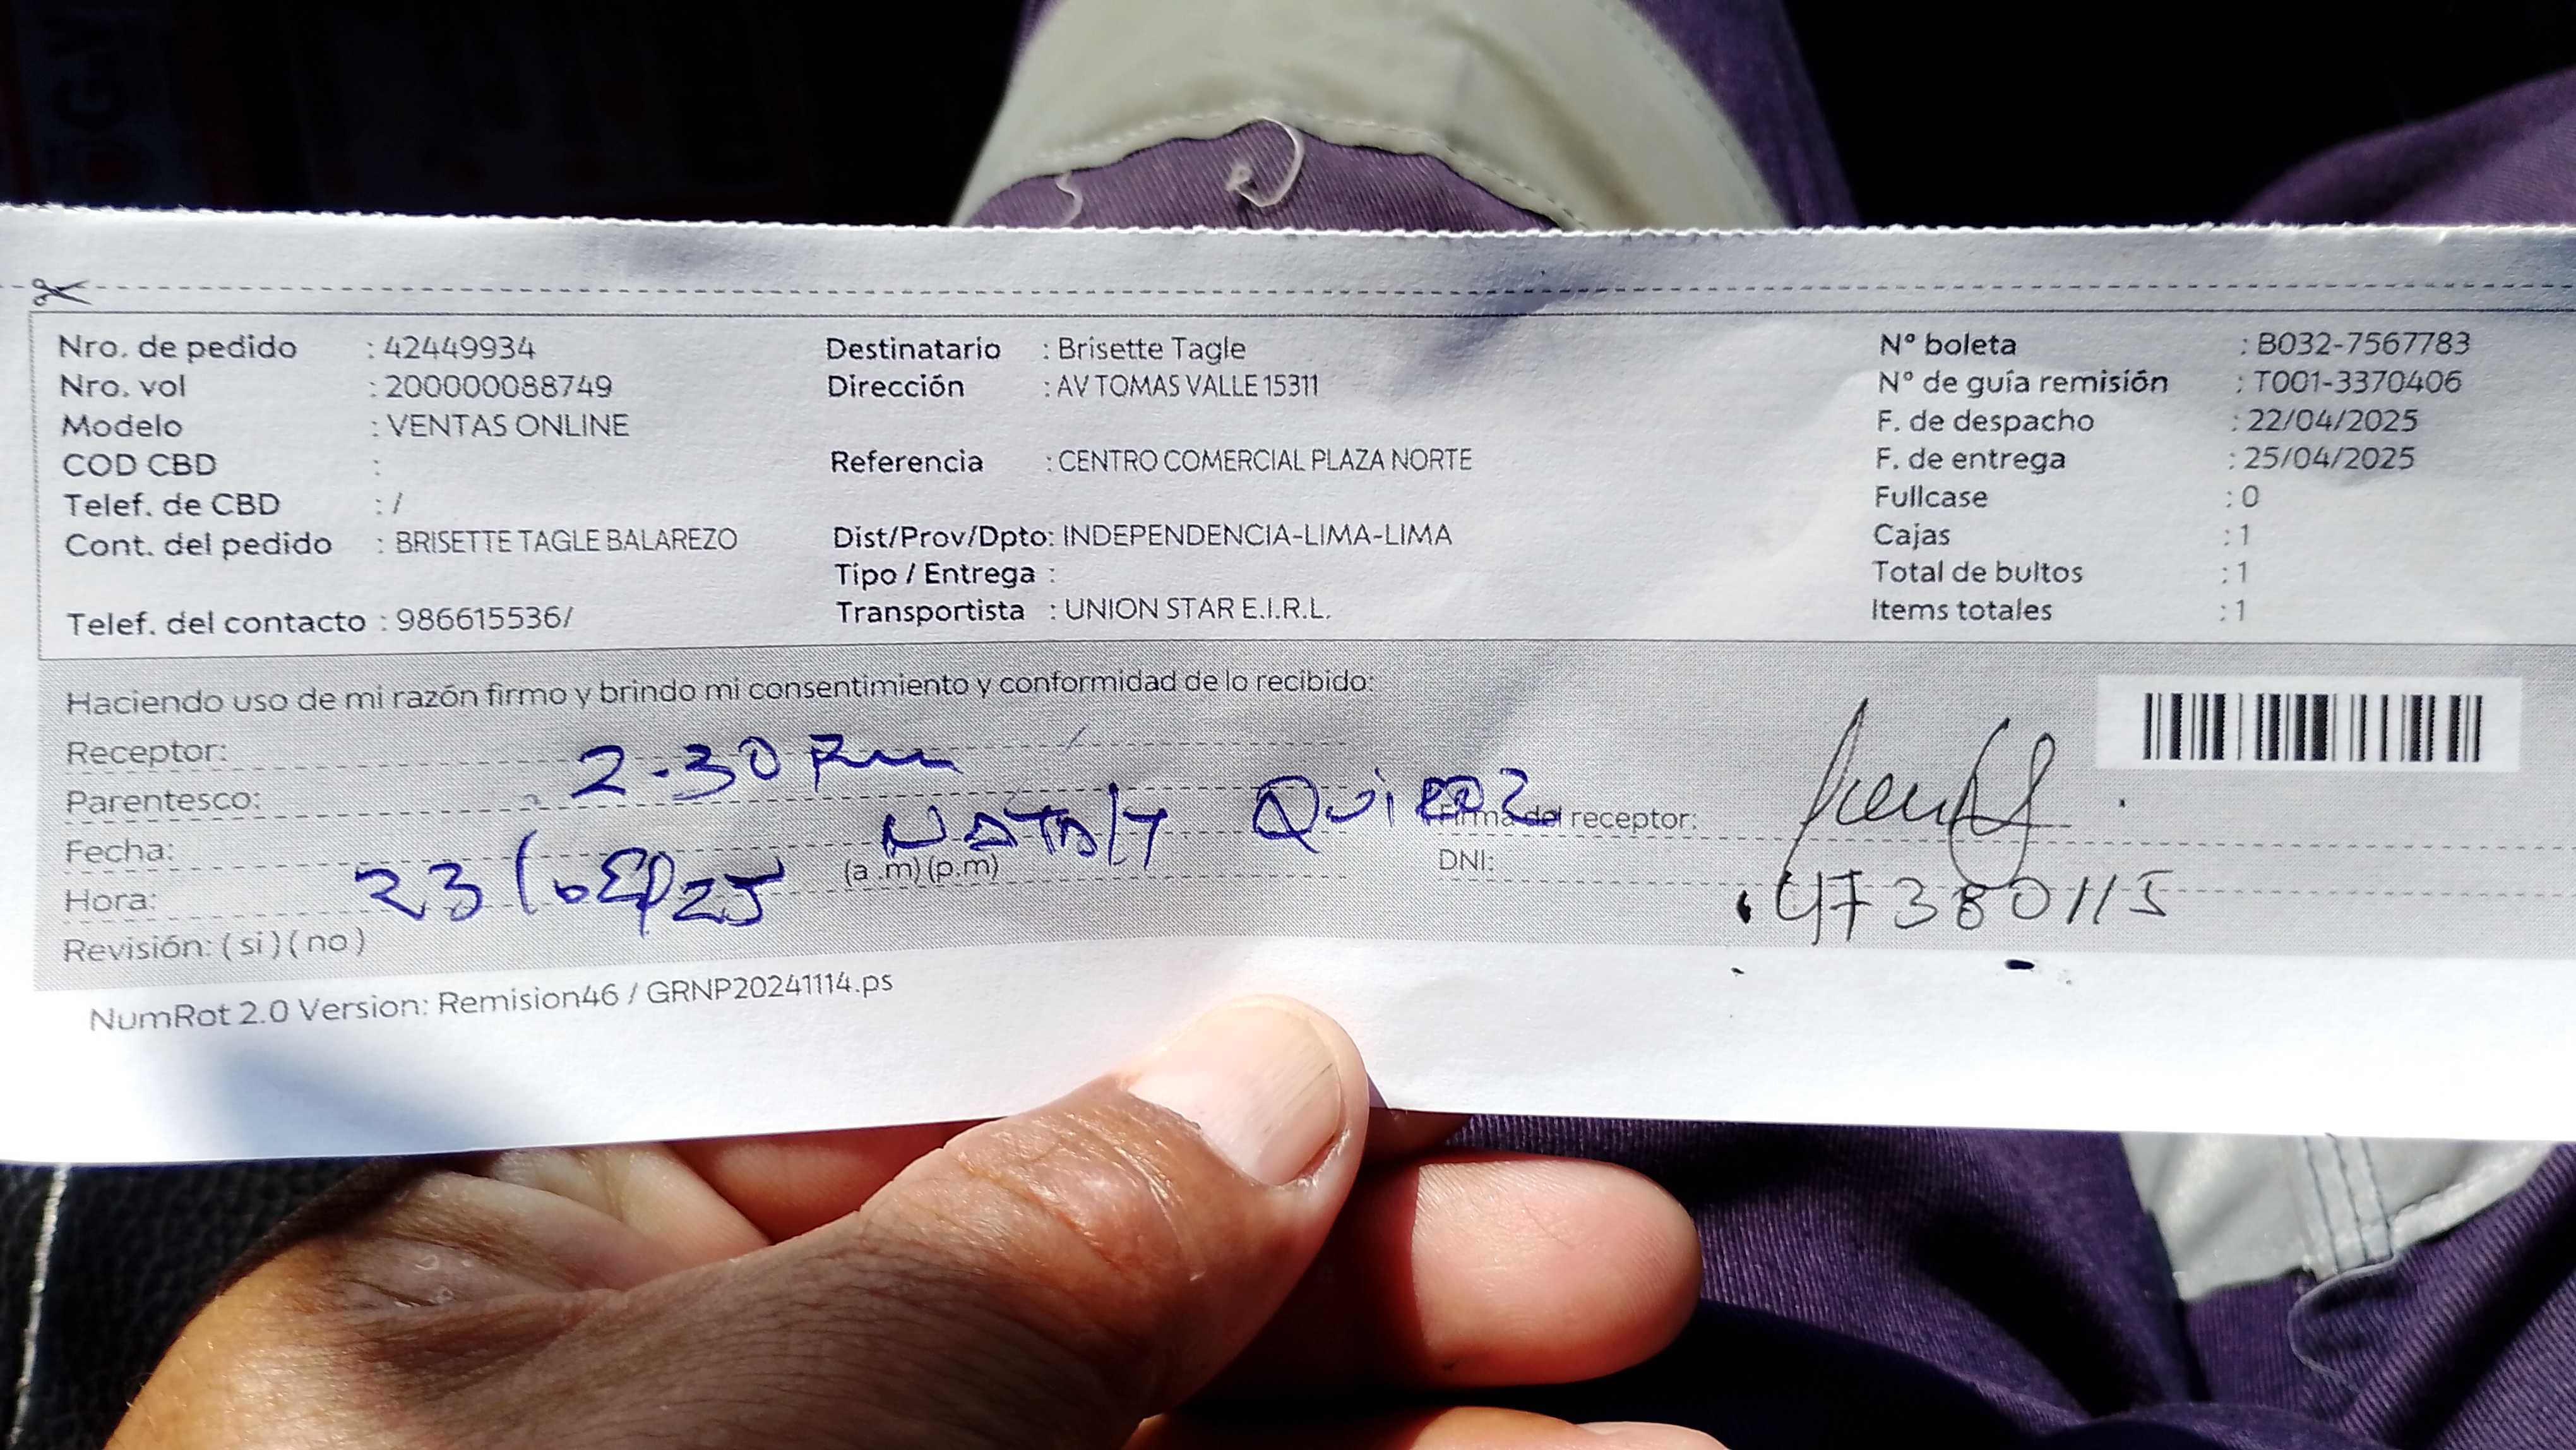 Nro. de pedido : 42449934
Nro. vol : 200000088749
Modelo : VENTAS ONLINE
COD CBD :
Telef. de CBD : /
Cont. del pedido : BRISETTE TAGLE BALAREZO
Telef. del contacto : 986615536/
Destinatario : Brisette Tagle
Dirección : AV TOMAS VALLE 15311
Referencia : CENTRO COMERCIAL PLAZA NORTE
Dist/Prov/Dpto: INDEPENDENCIA-LIMA-LIMA
Tipo / Entrega :
Transportista : UNION STAR E.I.R.L.
Nº boleta : B032-7567783
Nº de guía remisión : T001-3370406
F. de despacho : 22/04/2025
F. de entrega : 25/04/2025
Fullcase : 0
Cajas : 1
Total de bultos : 1
Items totales : 1
Haciendo uso de mi razón firmo y brindo mi consentimiento y conformidad de lo recibido:
Receptor:
2.30 Pm
Parentesco:
NATALY QUIROZ
Firma del receptor:
Fecha:
23
(a.m) (p.m)
DNI:
47380115
Hora:
Revisión: ( si ) ( no )
NumRot 2.0 Version: Remision46 / GRNP20241114.ps